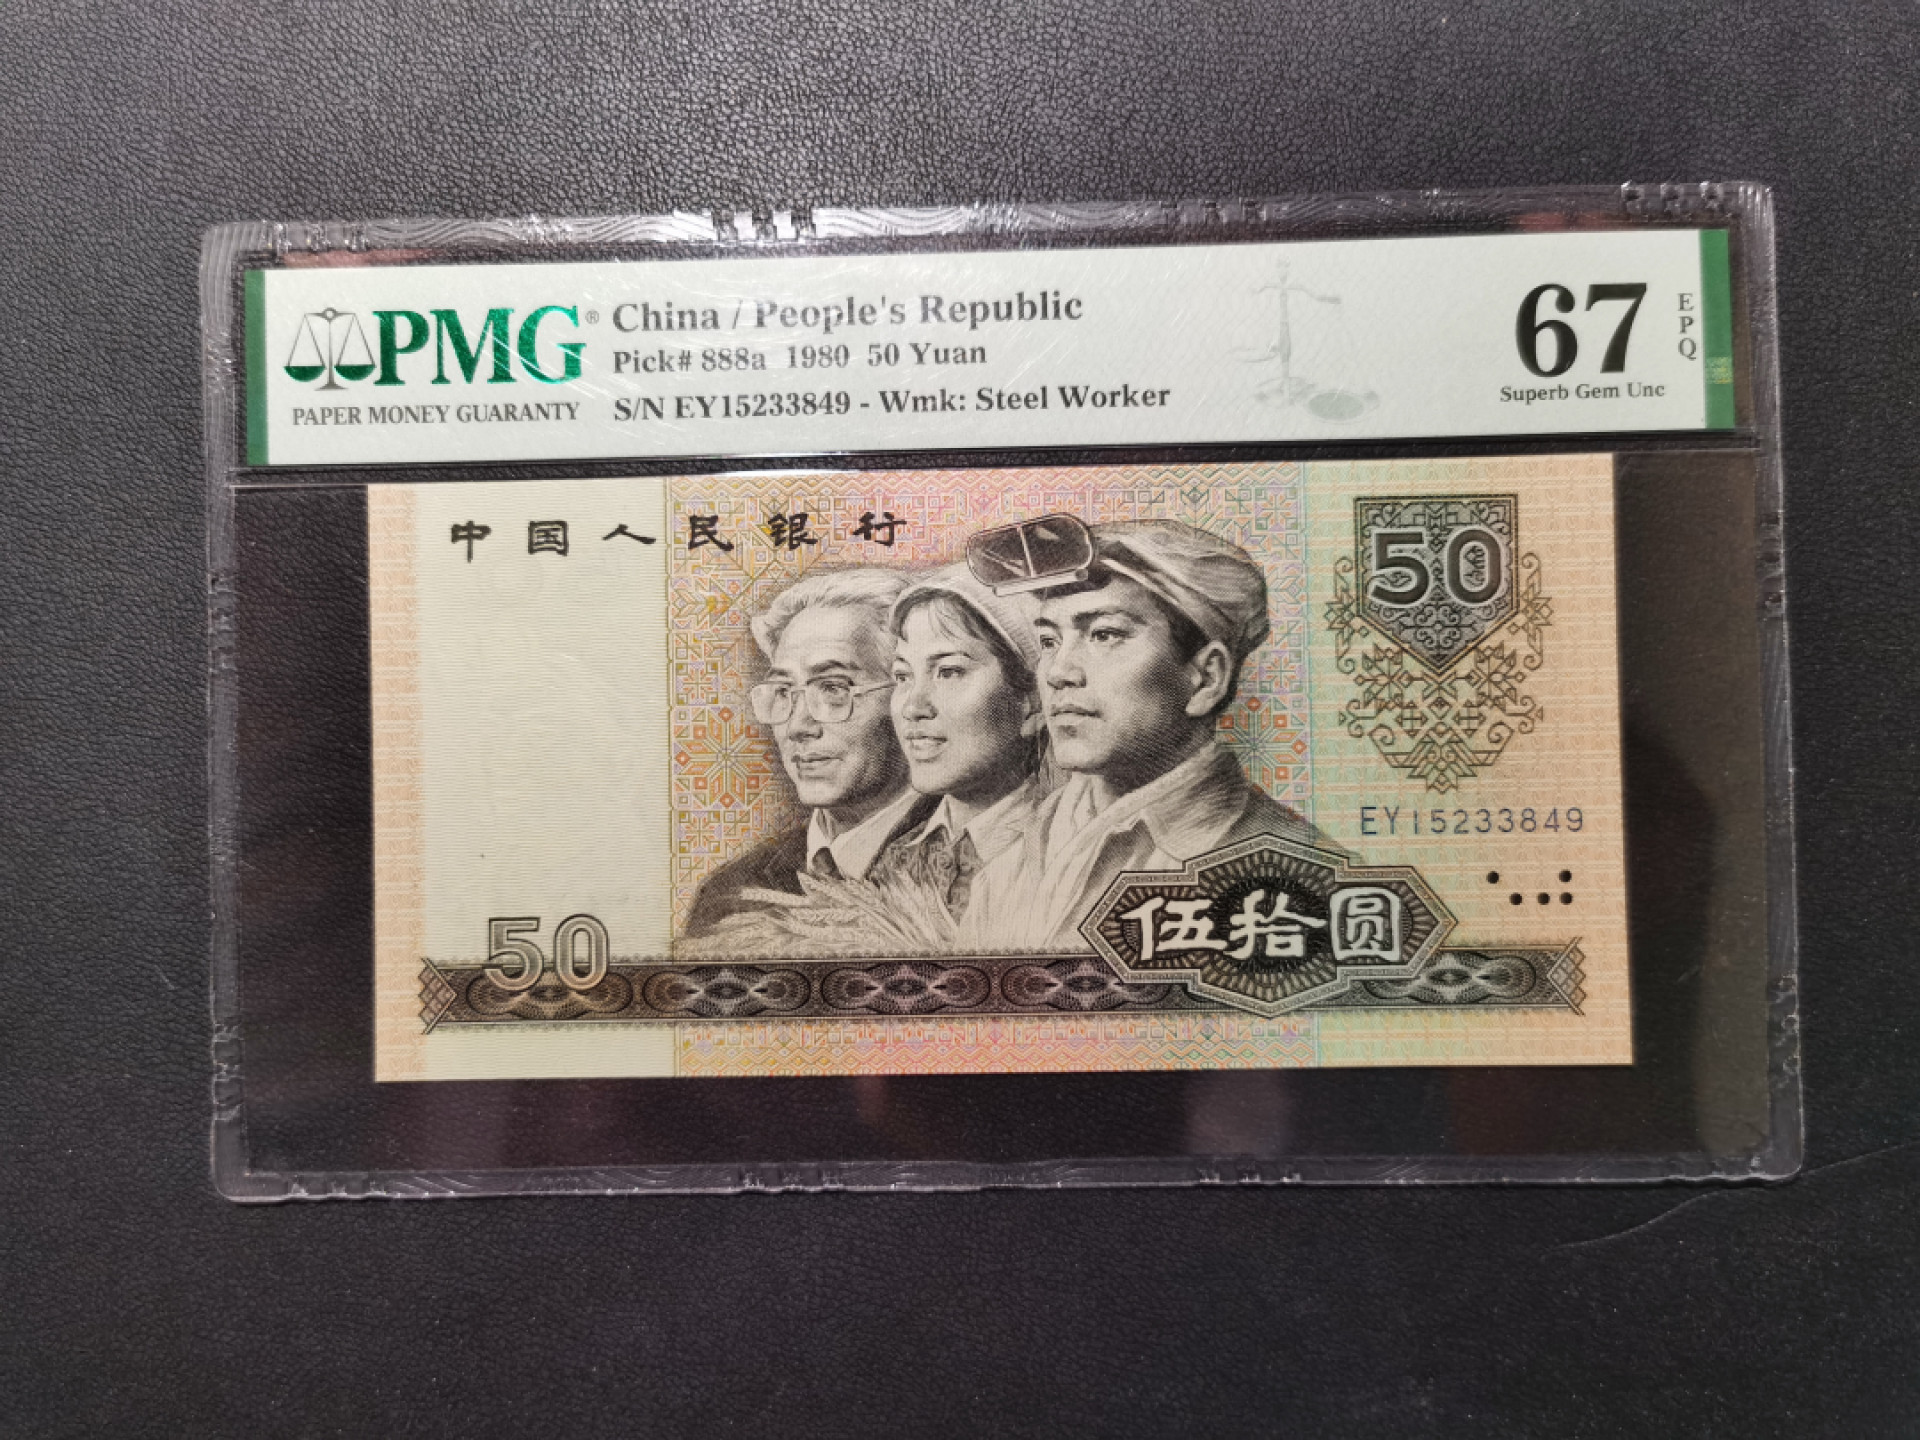 PMG® China / People's Republic
Pick# 888a 1980 50 Yuan
S/N EY15233849 - Wmk: Steel Worker
PAPER MONEY GUARANTY
67 EPQ
Superb Gem Unc
中国人民银行
50
EY15233849
50
伍拾圆